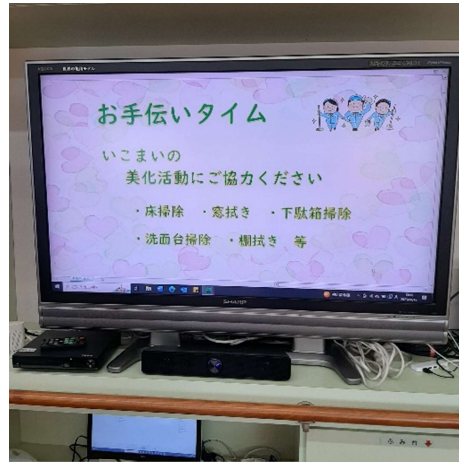 お手伝いタイム
いこまいの
美化活動にご協力ください
・床掃除 ・窓拭き ・下駄箱掃除
・洗面台掃除 ・棚拭き 等
SHARP